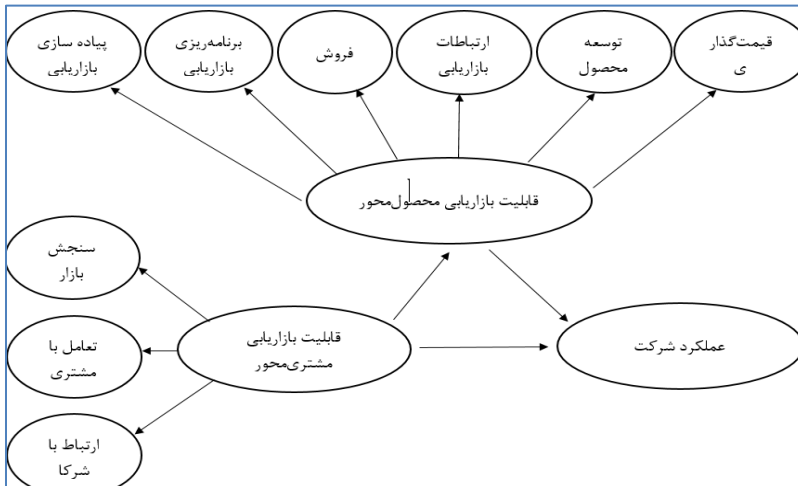 قیمت‌گذار
ی
توسعه
محصول
ارتباطات
بازاریابی
فروش
برنامه‌ریزی
بازاریابی
پیاده سازی
بازاریابی
قابلیت بازاریابی محصول‌محور
سنجش
بازار
قابلیت بازاریابی
مشتری‌محور
عملکرد شرکت
تعامل با
مشتری
ارتباط با
شرکا